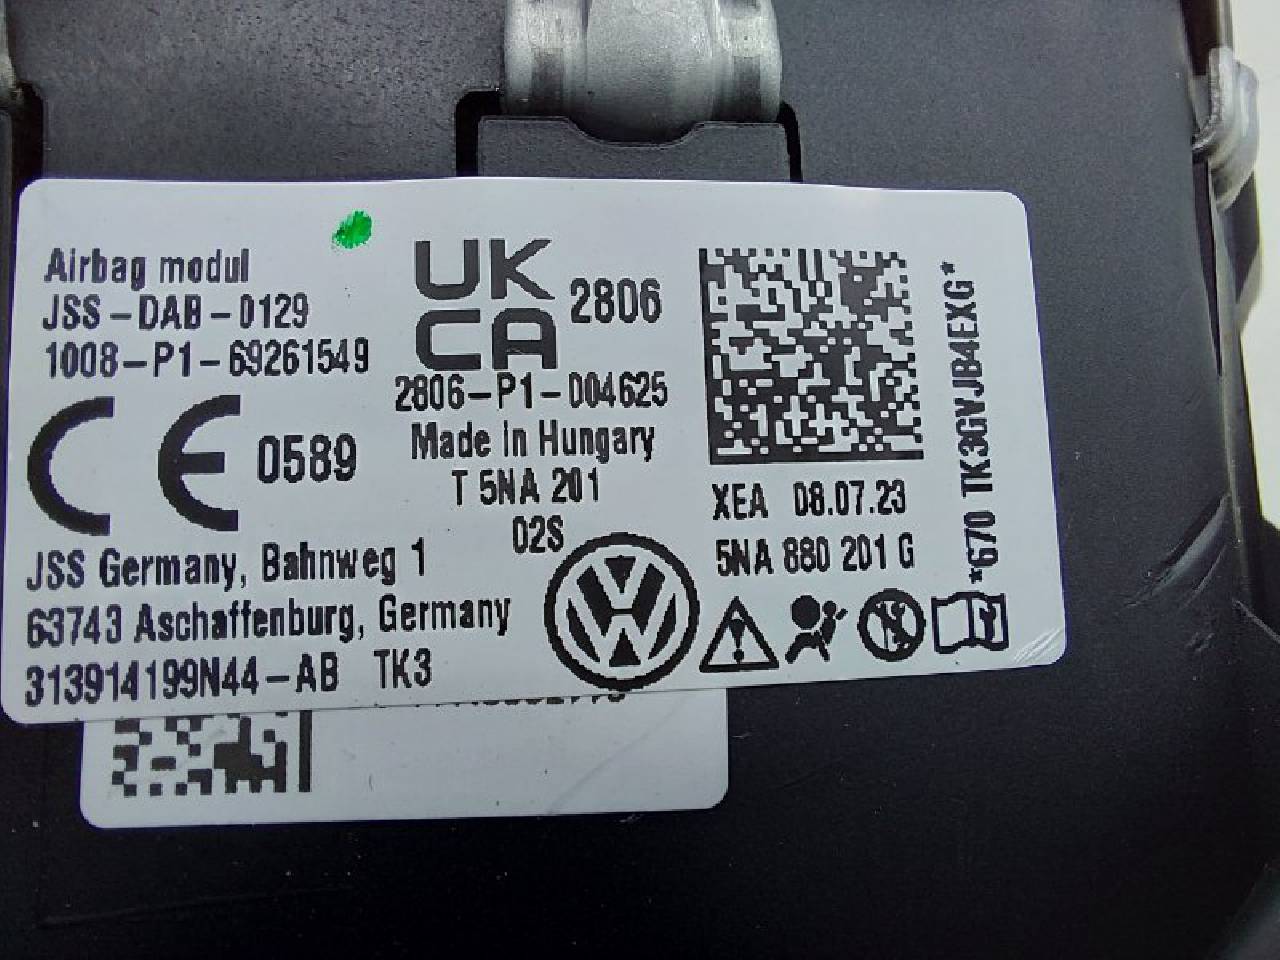 Airbag modul
JSS-DAB-0129
1008-P1-69261549
CE 0589
UK
CA 2806
2806-P1-004625
Made in Hungary
T 5NA 201
02S
JSS Germany, Bahnweg 1
63743 Aschaffenburg, Germany
313914199N44-AB TK3
XEA 08.07.23
5NA 880 201 G
*670 TK3GVJB4EXG*